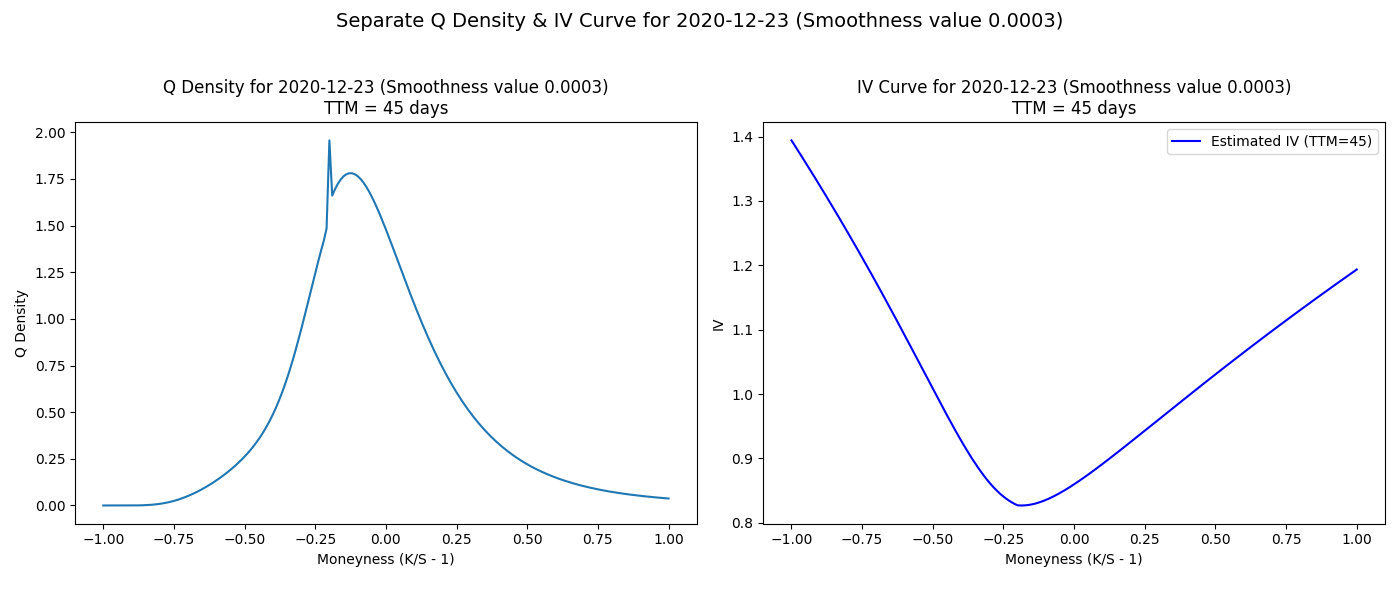 Separate Q Density & IV Curve for 2020-12-23 (Smoothness value 0.0003)
Q Density for 2020-12-23 (Smoothness value 0.0003)
TTM = 45 days
2.00
1.75
1.50
1.25
1.00
0.75
0.50
0.25
0.00
Q Density
−1.00 −0.75 −0.50 −0.25 0.00 0.25 0.50 0.75 1.00
Moneyness (K/S - 1)
IV Curve for 2020-12-23 (Smoothness value 0.0003)
TTM = 45 days
Estimated IV (TTM=45)
1.4
1.3
1.2
1.1
1.0
0.9
0.8
IV
−1.00 −0.75 −0.50 −0.25 0.00 0.25 0.50 0.75 1.00
Moneyness (K/S - 1)